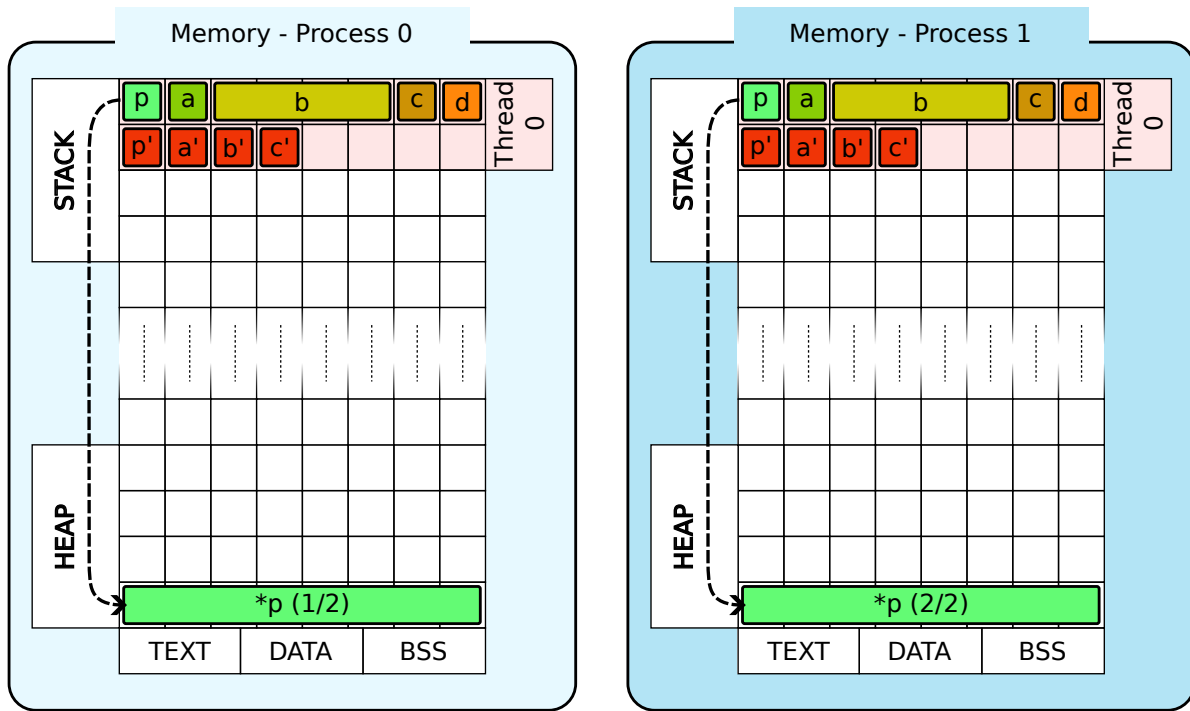 Memory - Process 0
STACK
p a b c d
p' a' b' c'
Thread 0
HEAP
*p (1/2)
TEXT DATA BSS
Memory - Process 1
STACK
p a b c d
p' a' b' c'
Thread 0
HEAP
*p (2/2)
TEXT DATA BSS